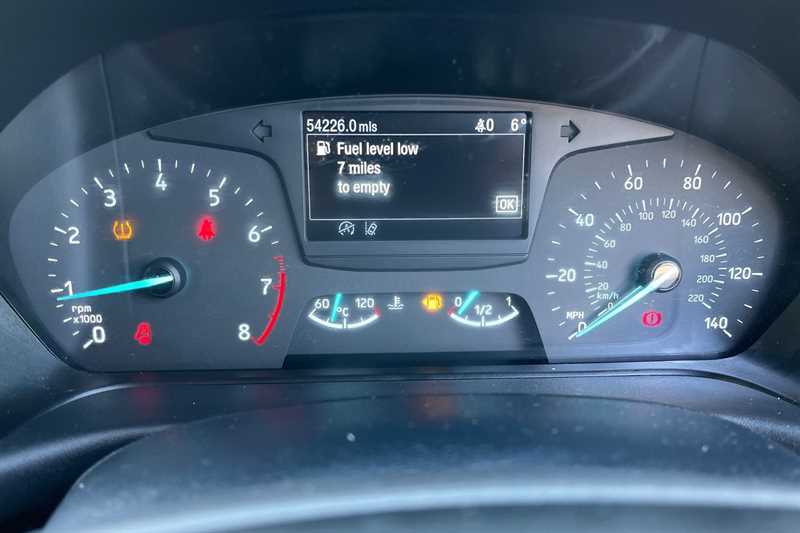 54226.0 mls 0 6°
Fuel level low
7 miles
to empty
OK
0 1 2 3 4 5 6 7 8
rpm
x1000
60 °C 120
0 1/2 1
0 20 40 60 80 100 120 140
MPH
0 20 40 60 80 100 120 140 160 180 200 220
km/h